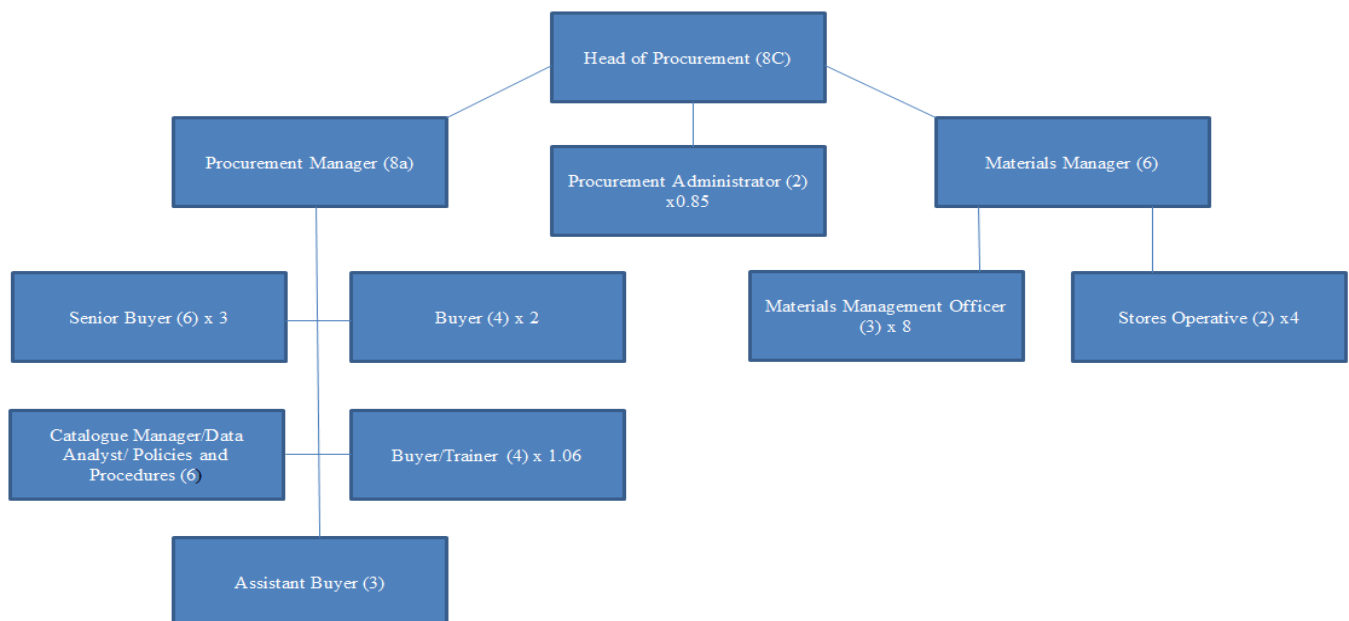 Head of Procurement (8C)
Procurement Manager (8a)
Procurement Administrator (2)
x0.85
Materials Manager (6)
Senior Buyer (6) x 3
Buyer (4) x 2
Materials Management Officer
(3) x 8
Stores Operative (2) x4
Catalogue Manager/Data
Analyst/ Policies and
Procedures (6)
Buyer/Trainer (4) x 1.06
Assistant Buyer (3)